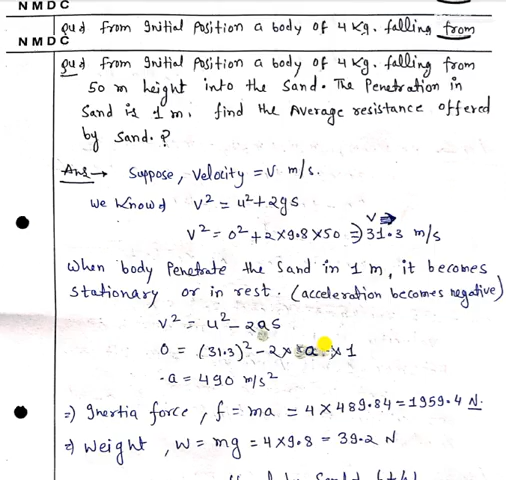 NMDC
Que from Initial Position a body of 4 Kg. falling from
NMDC
Que from Initial Position a body of 4 Kg. falling from
50 m height into the Sand. The Penetration in
Sand is 1 m. find the Average resistance offered
by Sand.?
Ans → Suppose, Velocity = v m/s.
We Know v² = u² + 2gs
v² = 0² + 2 × 9.8 × 50 ⇒ 31.3 m/s
V ⇒
When body Penetrate the Sand in 1 m, it becomes
Stationary or in rest. (acceleration becomes negative)
v² = u² - 2as
0 = (31.3)² - 2 × a × 1
-a = 490 m/s²
⇒ Inertia force, f = ma = 4 × 489.84 = 1959.4 N.
⇒ Weight, W = mg = 4 × 9.8 = 39.2 N